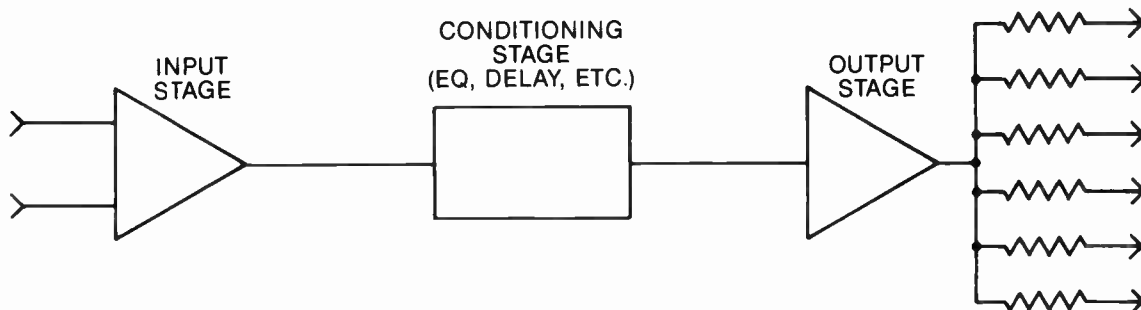 INPUT
STAGE
CONDITIONING
STAGE
(EQ, DELAY, ETC.)
OUTPUT
STAGE